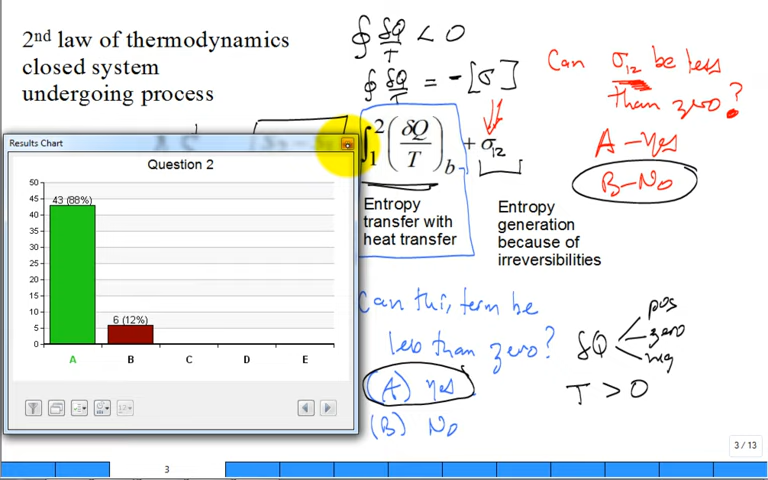 2nd law of thermodynamics
closed system
undergoing process
∮ δQ/T < 0
∮ δQ/T = -[σ]
∫₁² (δQ/T)_b + σ₁₂
Entropy
transfer with
heat transfer
Entropy
generation
because of
irreversibilities
Can σ₁₂ be less
than zero?
A - Yes
B - No
Results Chart
Question 2
50
45
40
35
30
25
20
15
10
5
0
43 (88%)
6 (12%)
A B C D E
Can this term be
less than zero?
(A) Yes
(B) No
δQ
pos
zero
neg
T > 0
3 / 13
3